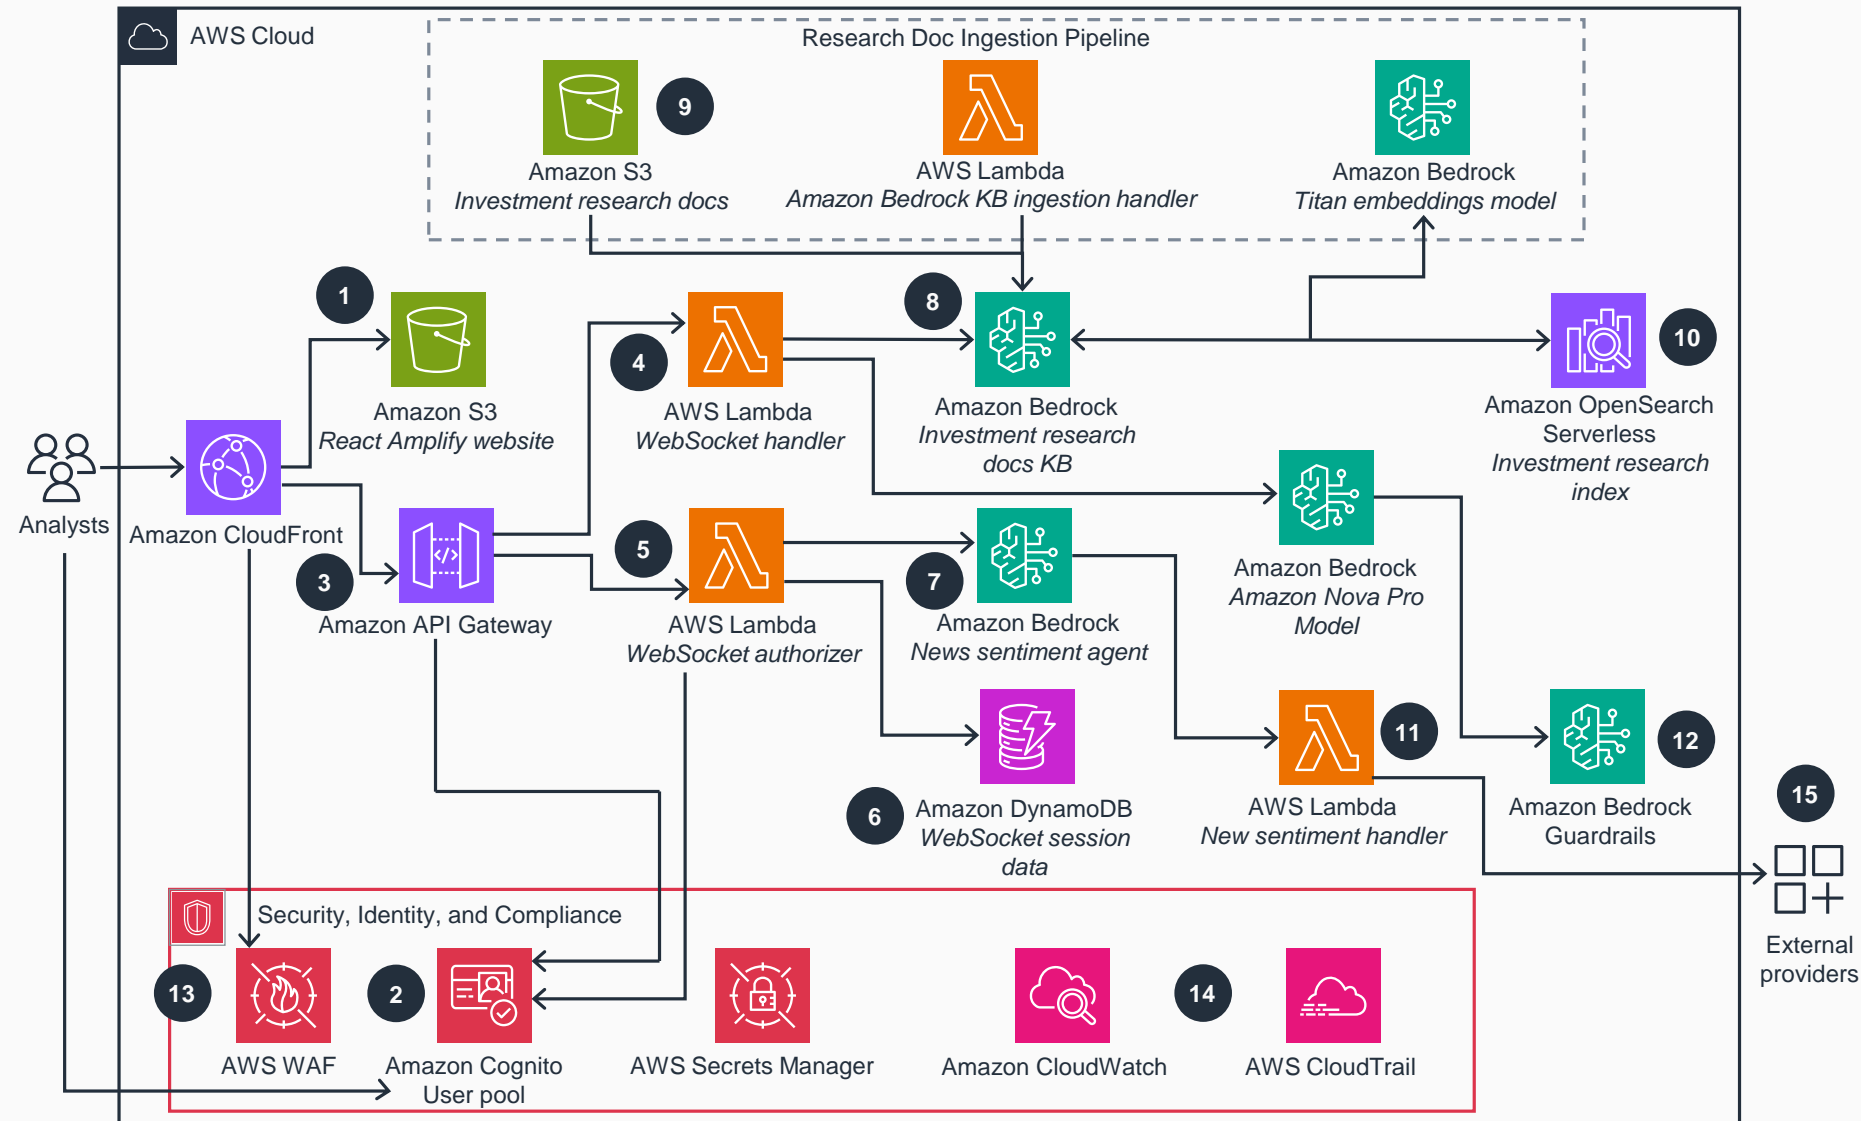 AWS Cloud
Research Doc Ingestion Pipeline
9
Amazon S3
Investment research docs
AWS Lambda
Amazon Bedrock KB ingestion handler
Amazon Bedrock
Titan embeddings model
1
Amazon S3
React Amplify website
4
AWS Lambda
WebSocket handler
8
Amazon Bedrock
Investment research
docs KB
10
Amazon OpenSearch
Serverless
Investment research
index
Analysts
Amazon CloudFront
3
Amazon API Gateway
5
AWS Lambda
WebSocket authorizer
7
Amazon Bedrock
News sentiment agent
Amazon Bedrock
Amazon Nova Pro
Model
6
Amazon DynamoDB
WebSocket session
data
11
AWS Lambda
New sentiment handler
12
Amazon Bedrock
Guardrails
15
External
providers
Security, Identity, and Compliance
13
AWS WAF
2
Amazon Cognito
User pool
AWS Secrets Manager
Amazon CloudWatch
14
AWS CloudTrail